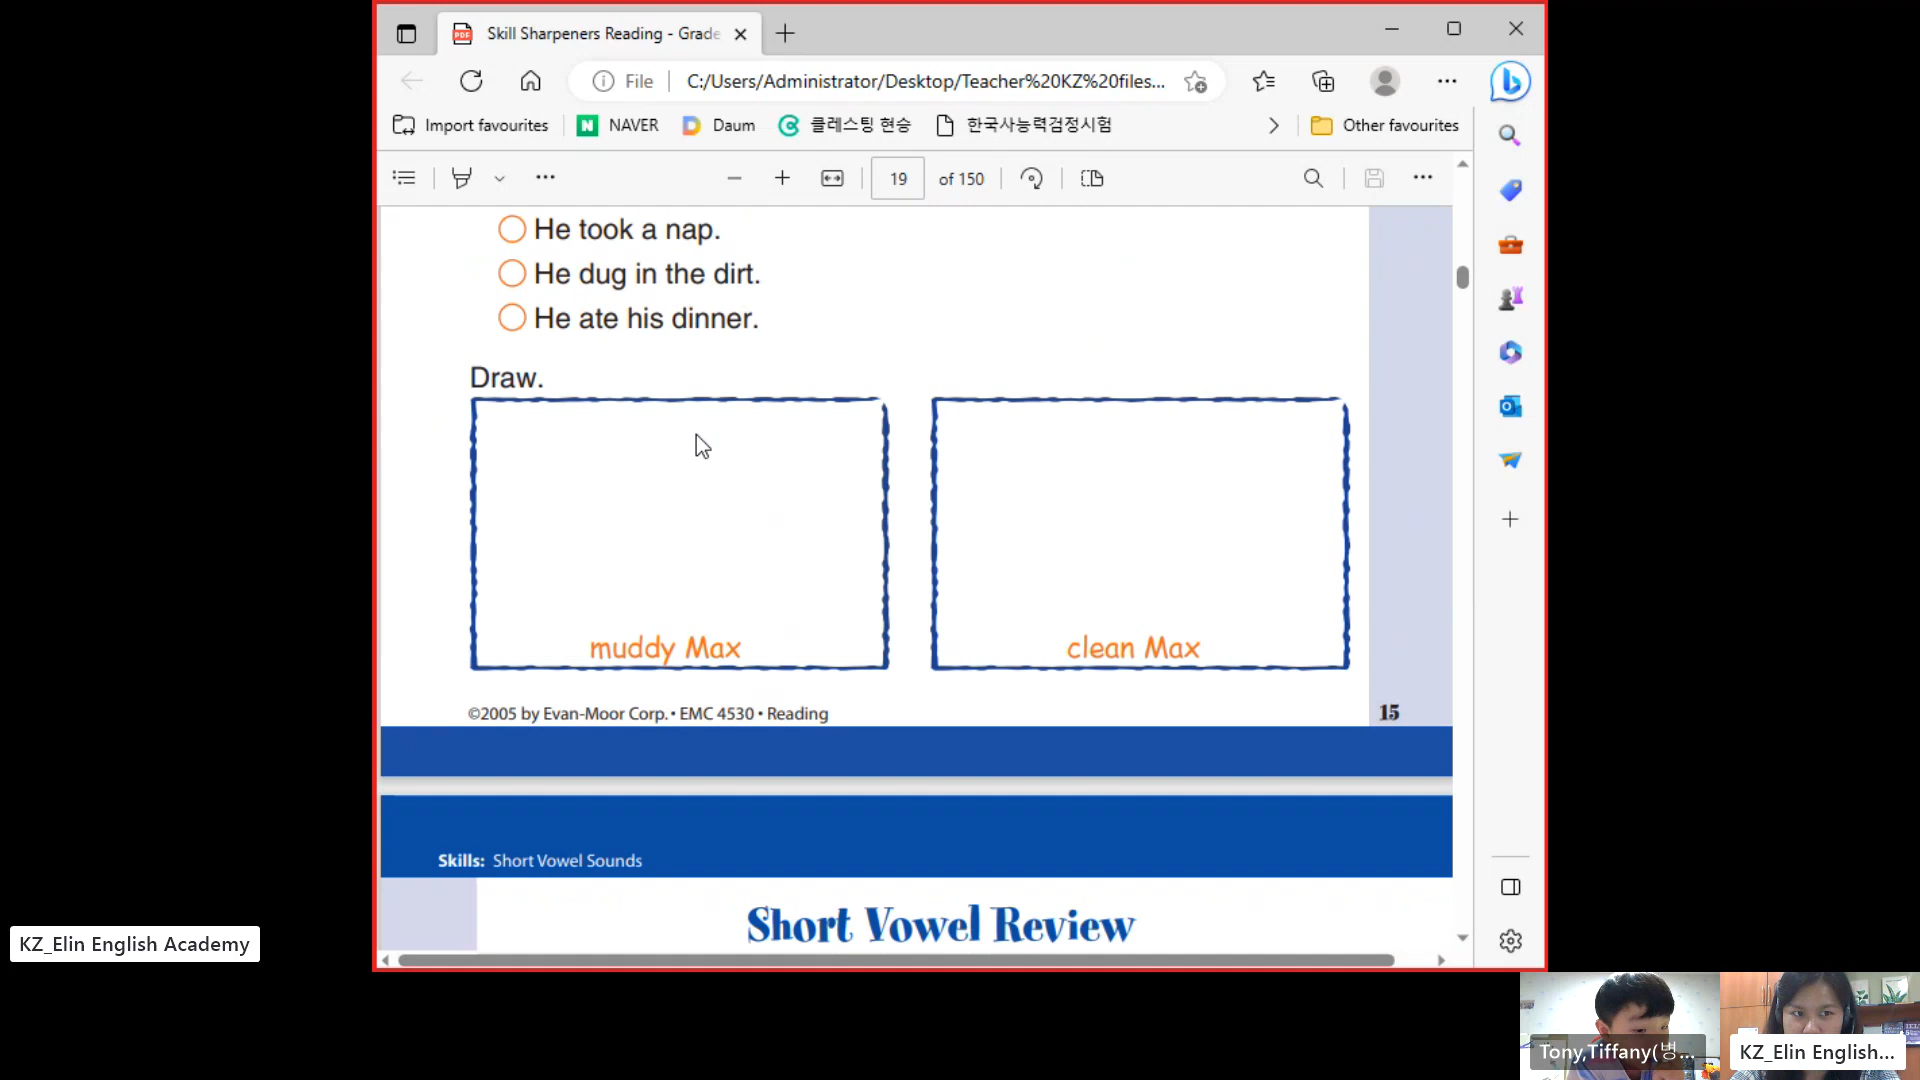 Skill Sharpeners Reading - Grade
File
C:/Users/Administrator/Desktop/Teacher%20KZ%20files...
Import favourites
NAVER
Daum
클레스팅 현승
한국사능력검정시험
Other favourites
19 of 150
He took a nap.
He dug in the dirt.
He ate his dinner.
Draw.
muddy Max
clean Max
©2005 by Evan-Moor Corp. • EMC 4530 • Reading
15
Skills: Short Vowel Sounds
Short Vowel Review
KZ_Elin English Academy
Tony,Tiffany(병...
KZ_Elin English...